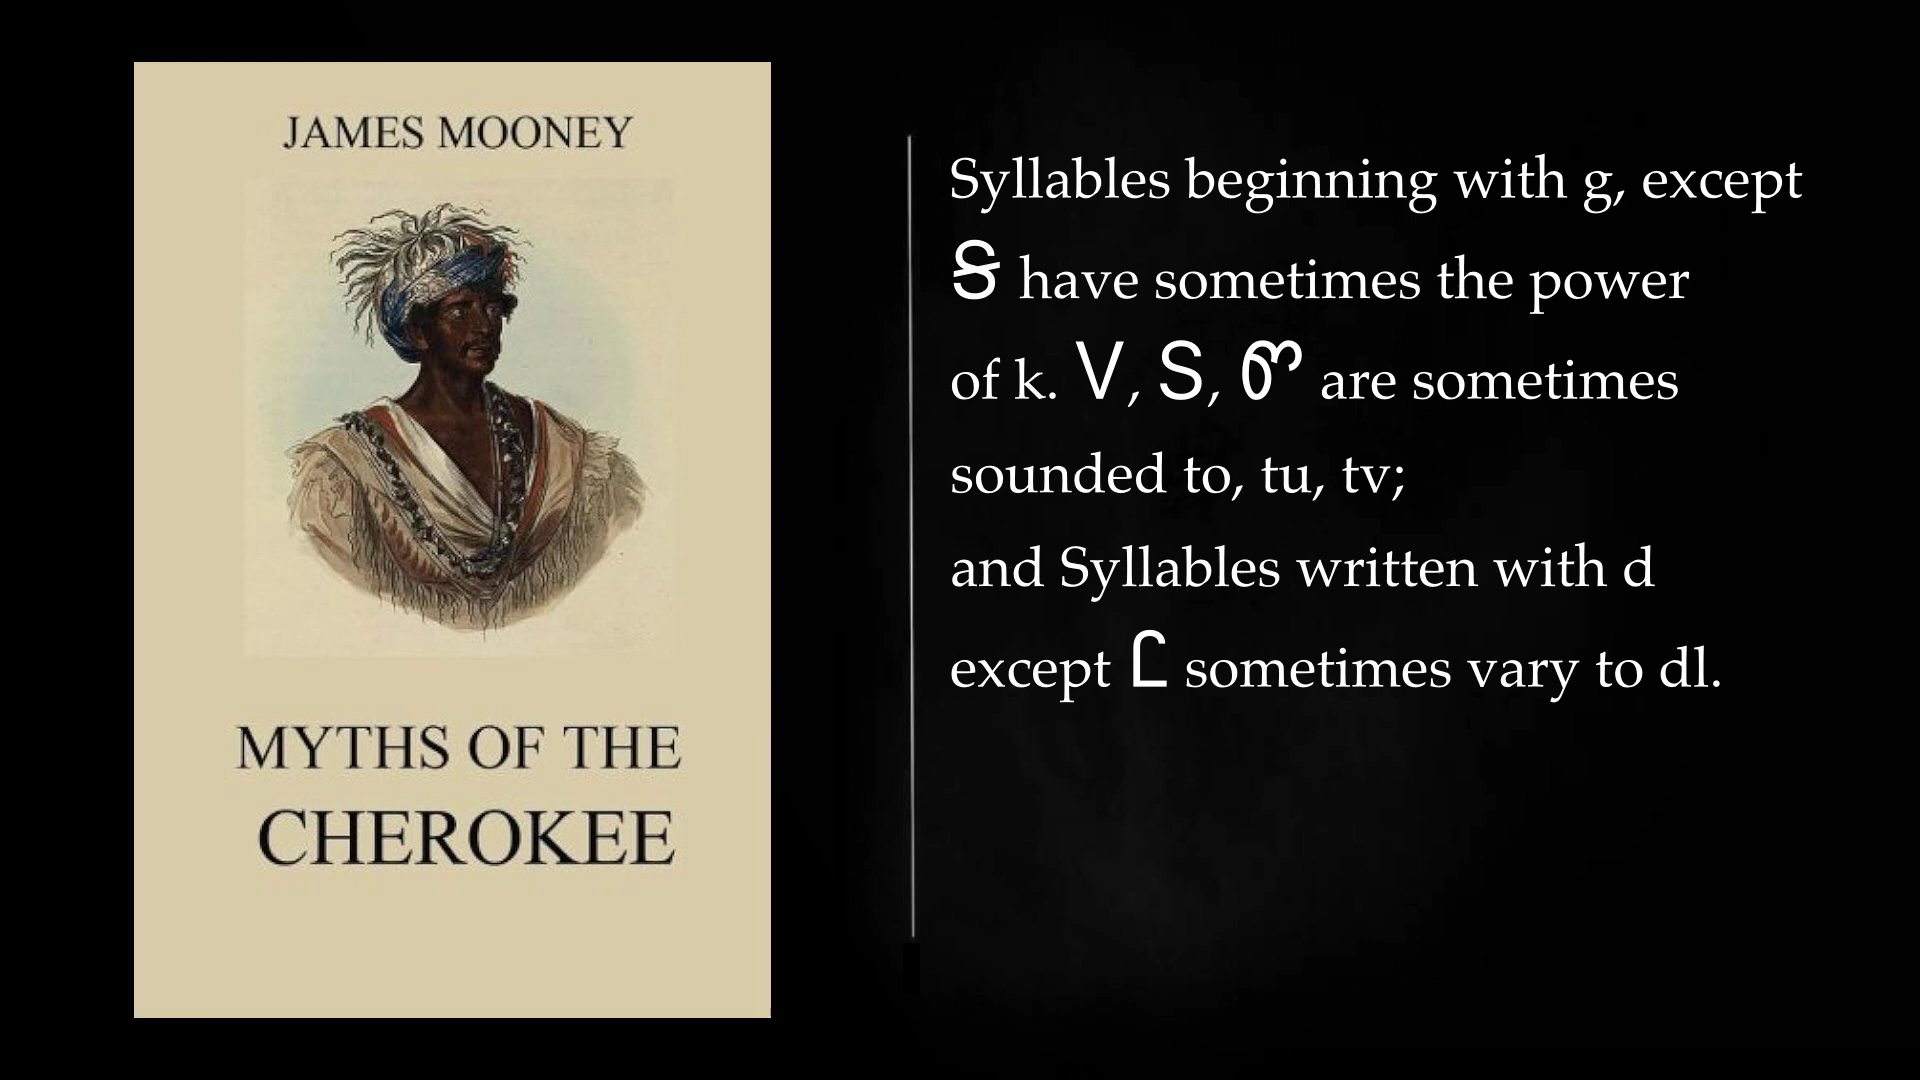 JAMES MOONEY
MYTHS OF THE
CHEROKEE
Syllables beginning with g, except
Ꭶ have sometimes the power
of k. Ꮩ, Ꮪ, Ꮫ are sometimes
sounded to, tu, tv;
and Syllables written with d
except Ꮭ sometimes vary to dl.